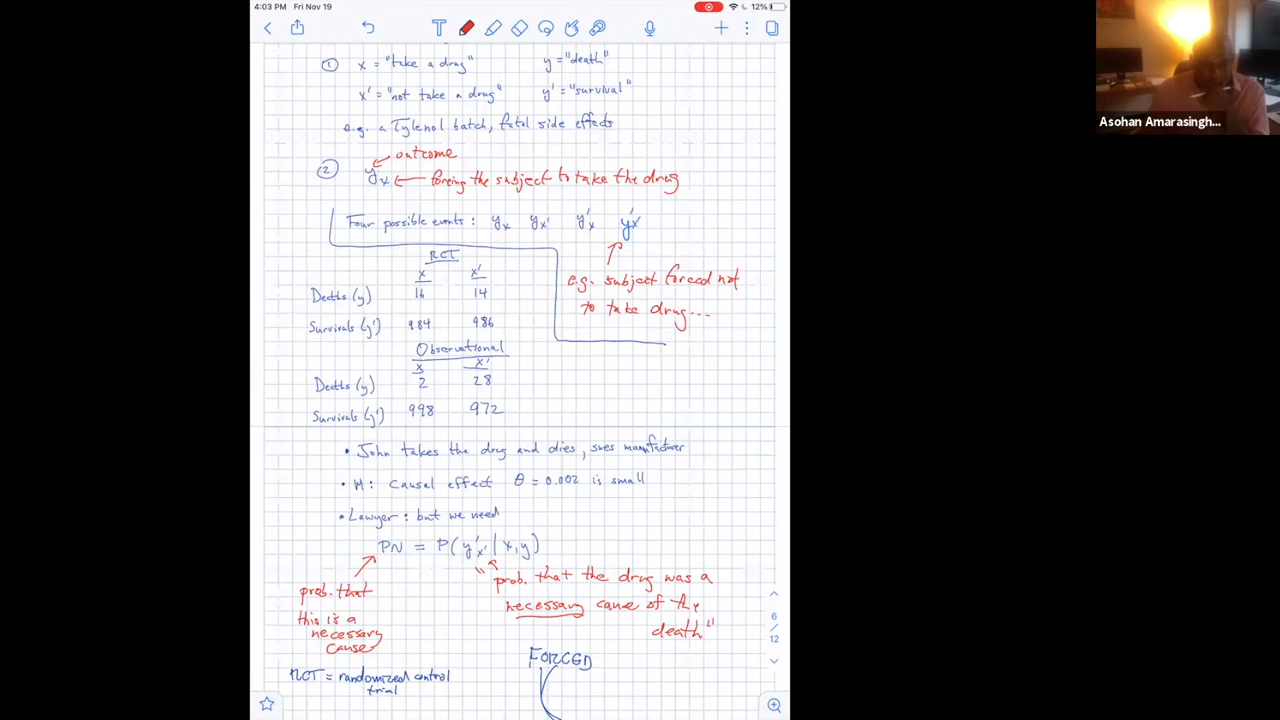 4:03 PM Fri Nov 19 12%
① x = "take a drug" y = "death"
x' = "not take a drug" y' = "survival"
e.g. a Tylenol batch, fatal side effects
② yₓ ← outcome
← forcing the subject to take the drug
Four possible events: yₓ yₓ' y'ₓ y'ₓ'
e.g. subject forced not
to take drug...
RCT
x x'
Deaths (y) 16 14
Survivals (y') 984 986
Observational
x x'
Deaths (y) 2 28
Survivals (y') 998 972
• John takes the drug and dies, sues manufacturer
• M: causal effect θ = 0.002 is small
• Lawyer: but we need
PN = P(y'ₓ' | x, y)
"prob. that the drug was a
necessary cause of the
death"
prob. that
this is a
necessary
cause
RCT = randomized control
trial
FORCED
6
/
12
Asohan Amarasingh...